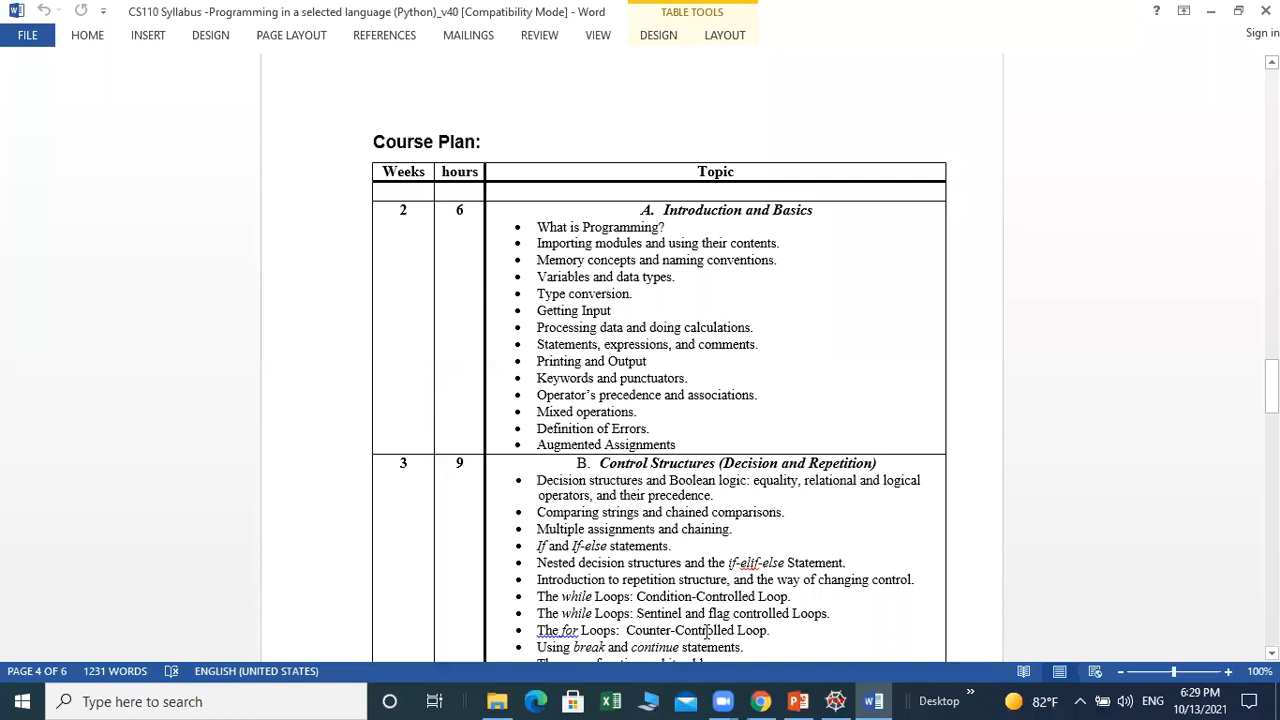 CS110 Syllabus -Programming in a selected language (Python)_v40 [Compatibility Mode] - Word
TABLE TOOLS
?
FILE
HOME
INSERT
DESIGN
PAGE LAYOUT
REFERENCES
MAILINGS
REVIEW
VIEW
DESIGN
LAYOUT
Sign in
Course Plan:
Weeks hours Topic
2 6 A. Introduction and Basics
• What is Programming?
• Importing modules and using their contents.
• Memory concepts and naming conventions.
• Variables and data types.
• Type conversion.
• Getting Input
• Processing data and doing calculations.
• Statements, expressions, and comments.
• Printing and Output
• Keywords and punctuators.
• Operator’s precedence and associations.
• Mixed operations.
• Definition of Errors.
• Augmented Assignments
3 9 B. Control Structures (Decision and Repetition)
• Decision structures and Boolean logic: equality, relational and logical
operators, and their precedence.
• Comparing strings and chained comparisons.
• Multiple assignments and chaining.
• If and If-else statements.
• Nested decision structures and the if-elif-else Statement.
• Introduction to repetition structure, and the way of changing control.
• The while Loops: Condition-Controlled Loop.
• The while Loops: Sentinel and flag controlled Loops.
• The for Loops: Counter-Controlled Loop.
• Using break and continue statements.
PAGE 4 OF 6
1231 WORDS
ENGLISH (UNITED STATES)
100%
Type here to search
Desktop
82°F
ENG
6:29 PM
10/13/2021